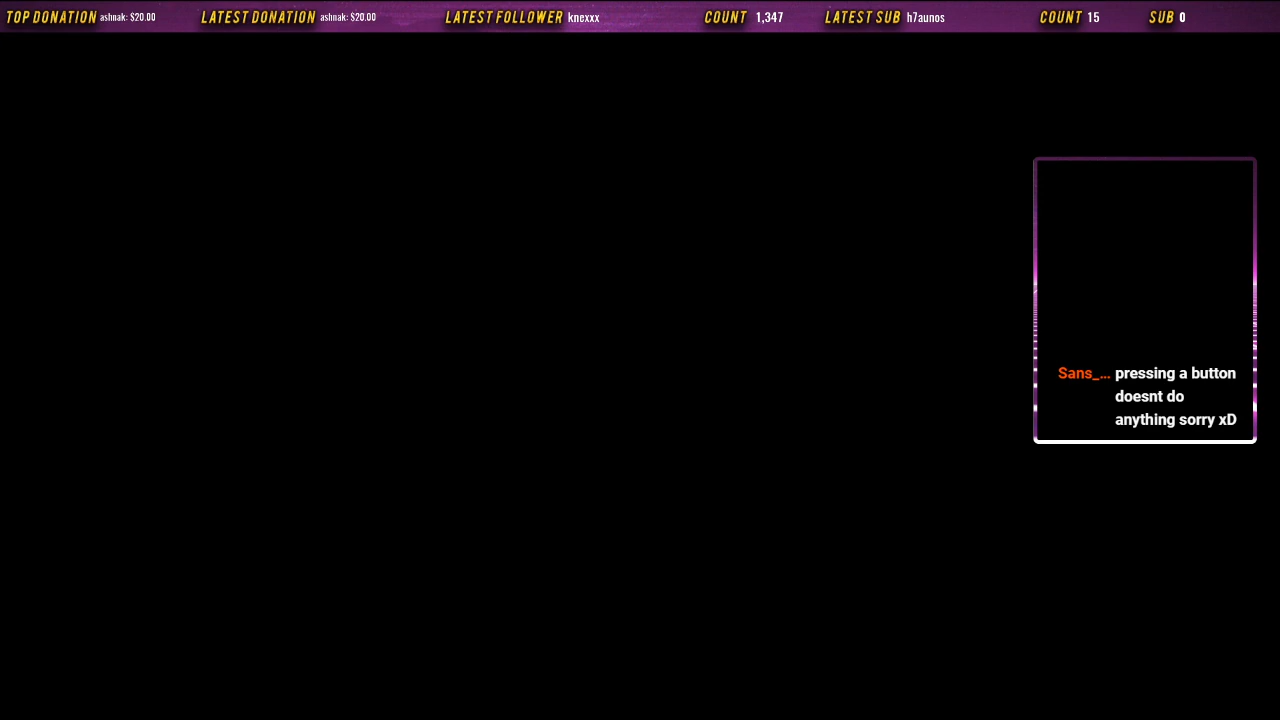 TOP DONATION ashnak: $20.00 LATEST DONATION ashnak: $20.00 LATEST FOLLOWER knexxx COUNT 1,347 LATEST SUB h7aunos COUNT 15 SUB 0
Sans_... pressing a button
doesnt do
anything sorry xD